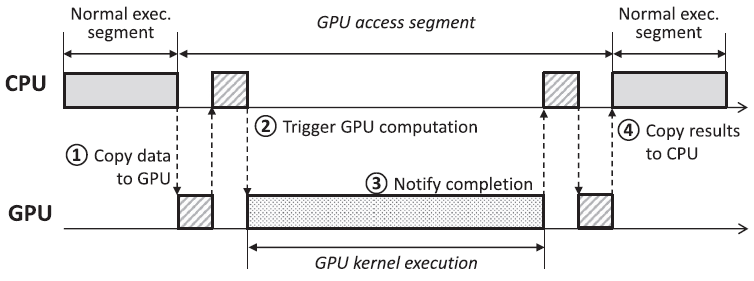 Normal exec.
segment
GPU access segment
Normal exec.
segment
CPU
② Trigger GPU computation
④ Copy results
to CPU
① Copy data
to GPU
③ Notify completion
GPU
GPU kernel execution